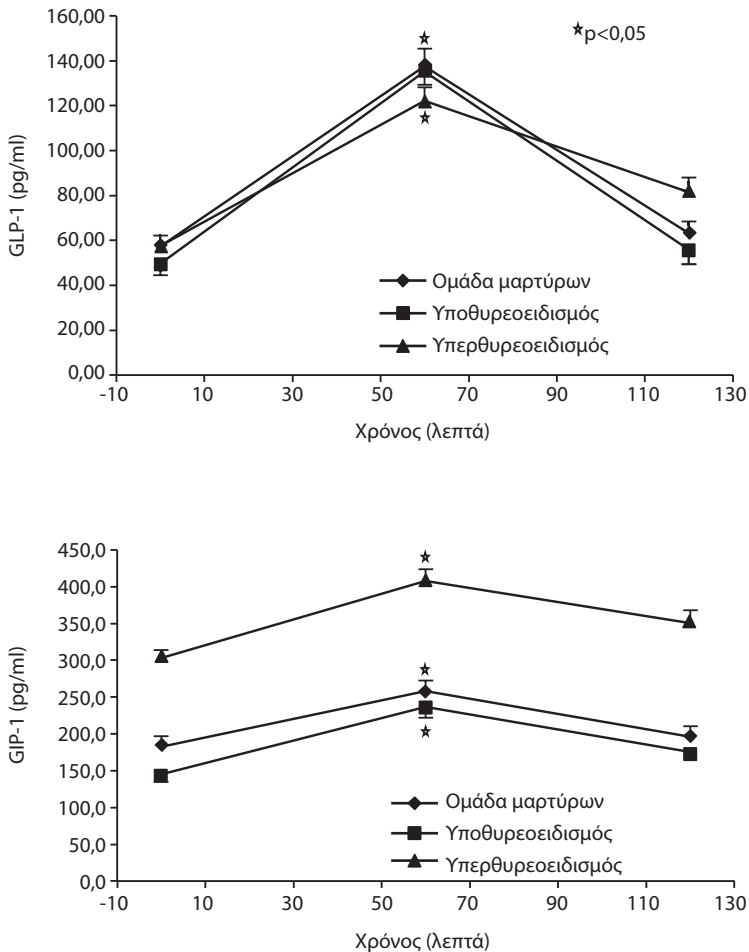 160,00
p<0,05
140,00
120,00
100,00
80,00
60,00
40,00
20,00
0,00
GLP-1 (pg/ml)
Ομάδα μαρτύρων
Υποθυρεοειδισμός
Υπερθυρεοειδισμός
-10 10 30 50 70 90 110 130
Χρόνος (λεπτά)
450,0
400,0
350,0
300,0
250,0
200,0
150,0
100,0
50,0
0,0
GIP-1 (pg/ml)
Ομάδα μαρτύρων
Υποθυρεοειδισμός
Υπερθυρεοειδισμός
-10 10 30 50 70 90 110 130
Χρόνος (λεπτά)